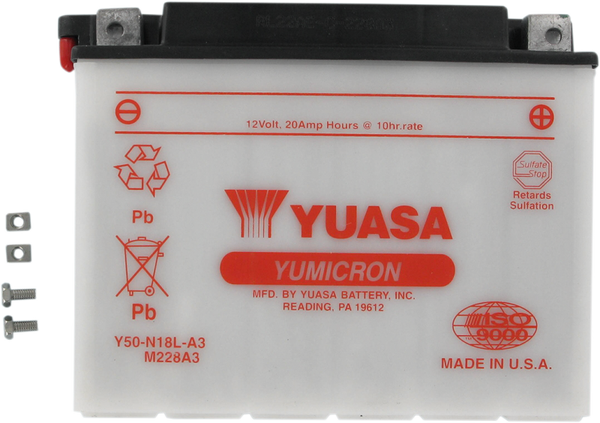 12Volt, 20Amp Hours @ 10hr.rate
Sulfate
Stop
Retards
Sulfation
Pb
YUASA
YUMICRON
MFD. BY YUASA BATTERY, INC.
READING, PA 19612
Pb
Y50-N18L-A3
M228A3
ISO
9000
MADE IN U.S.A.